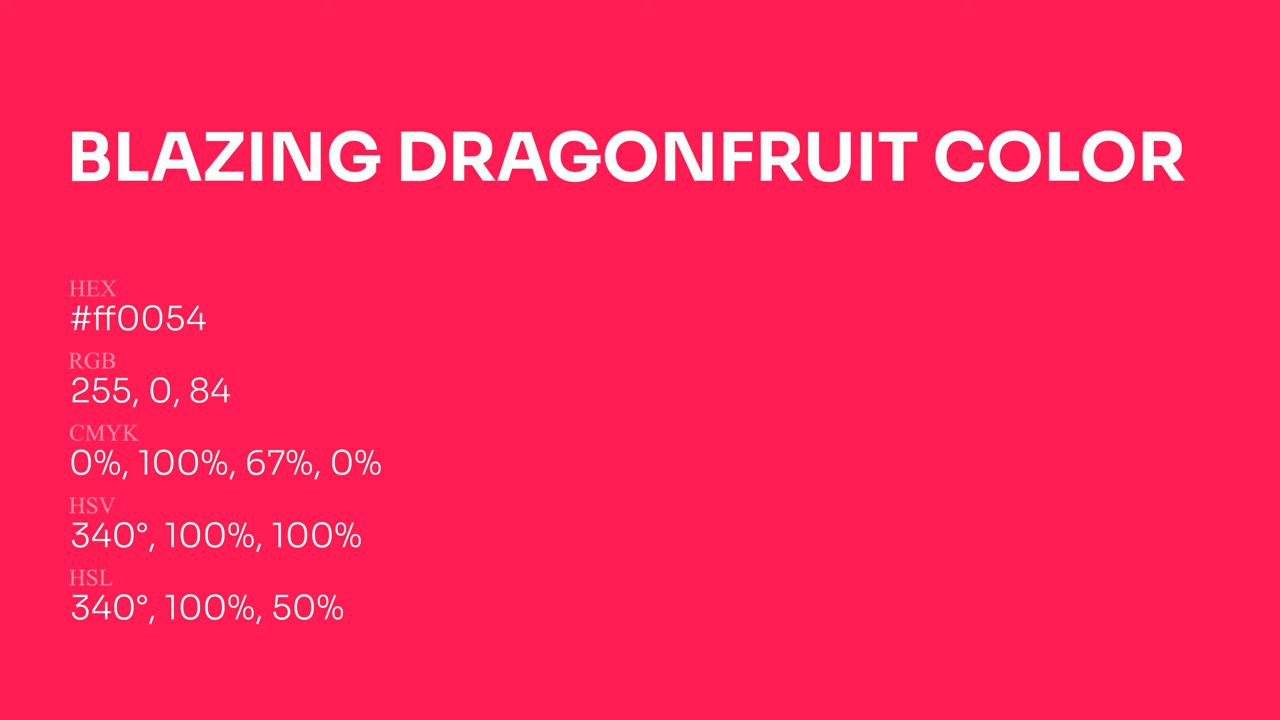 BLAZING DRAGONFRUIT COLOR
HEX
#ff0054
RGB
255, 0, 84
CMYK
0%, 100%, 67%, 0%
HSV
340°, 100%, 100%
HSL
340°, 100%, 50%